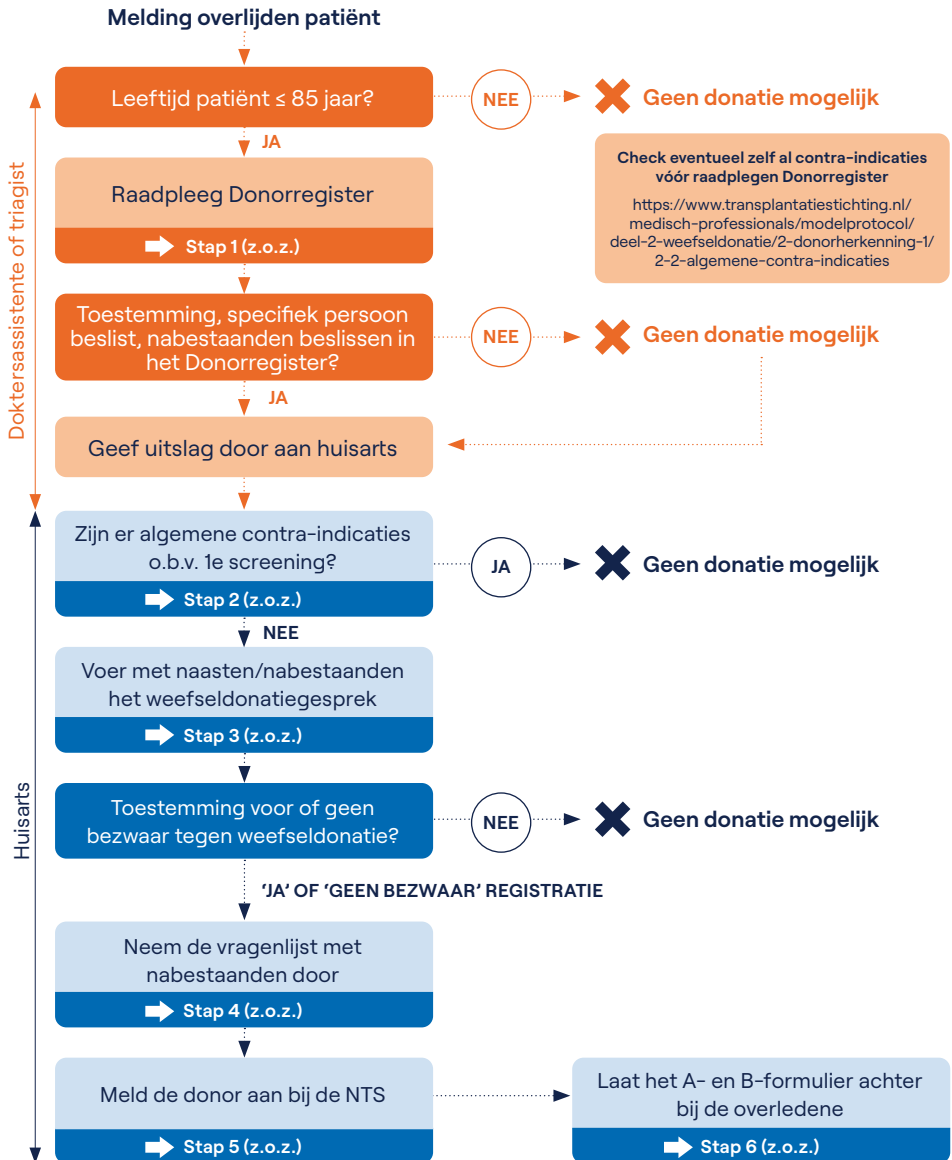 Melding overlijden patiënt
Leeftijd patiënt ≤ 85 jaar?
NEE
Geen donatie mogelijk
JA
Check eventueel zelf al contra-indicaties
vóór raadplegen Donorregister
https://www.transplantatiestichting.nl/
medisch-professionals/modelprotocol/
deel-2-weefseldonatie/2-donorherkenning-1/
2-2-algemene-contra-indicaties
Raadpleeg Donorregister
Stap 1 (z.o.z.)
Doktersassistente of triagist
Toestemming, specifiek persoon
beslist, nabestaanden beslissen in
het Donorregister?
NEE
Geen donatie mogelijk
JA
Geef uitslag door aan huisarts
Zijn er algemene contra-indicaties
o.b.v. 1e screening?
Stap 2 (z.o.z.)
JA
Geen donatie mogelijk
NEE
Voer met naasten/nabestaanden
het weefseldonatiegesprek
Stap 3 (z.o.z.)
Huisarts
Toestemming voor of geen
bezwaar tegen weefseldonatie?
NEE
Geen donatie mogelijk
‘JA’ OF ‘GEEN BEZWAAR’ REGISTRATIE
Neem de vragenlijst met
nabestaanden door
Stap 4 (z.o.z.)
Meld de donor aan bij de NTS
Stap 5 (z.o.z.)
Laat het A- en B-formulier achter
bij de overledene
Stap 6 (z.o.z.)